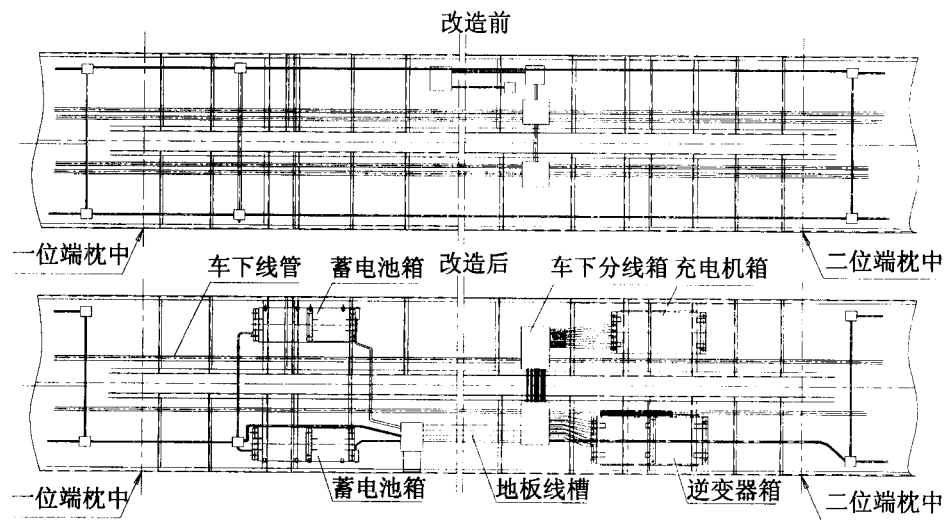 改造前
一位端枕中
二位端枕中
车下线管
蓄电池箱
改造后
车下分线箱
充电机箱
一位端枕中
蓄电池箱
地板线槽
逆变器箱
二位端枕中